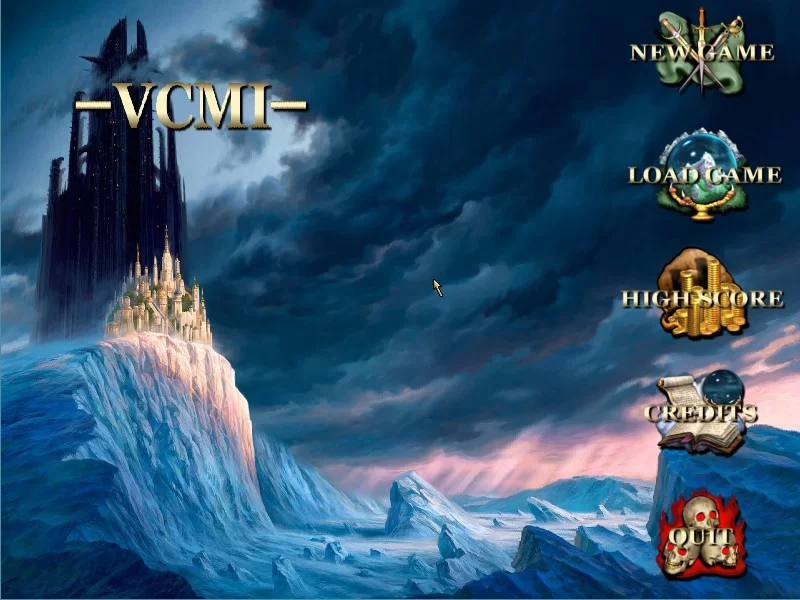 -VCMI-
NEW GAME
LOAD GAME
HIGH SCORE
CREDITS
QUIT